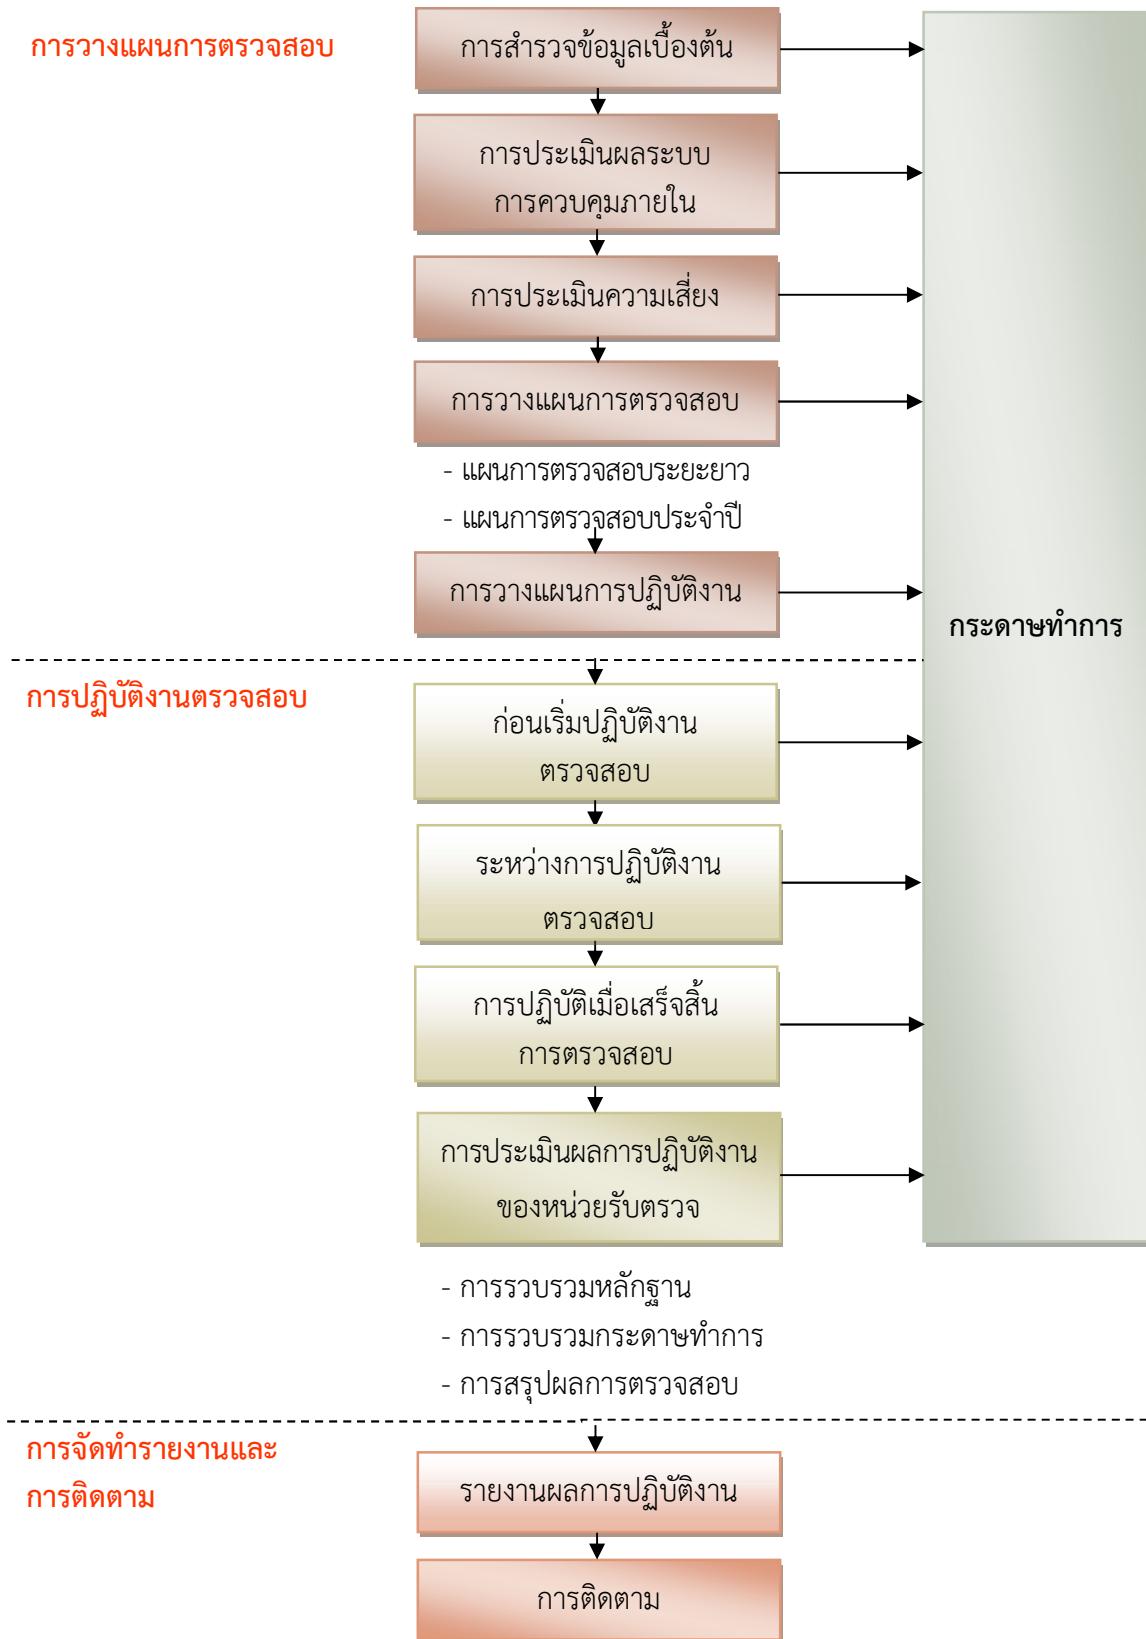 การวางแผนการตรวจสอบ
การสำรวจข้อมูลเบื้องต้น
การประเมินผลระบบ
การควบคุมภายใน
การประเมินความเสี่ยง
การวางแผนการตรวจสอบ
- แผนการตรวจสอบระยะยาว
- แผนการตรวจสอบประจำปี
การวางแผนการปฏิบัติงาน
กระดาษทำการ
การปฏิบัติงานตรวจสอบ
ก่อนเริ่มปฏิบัติงาน
ตรวจสอบ
ระหว่างการปฏิบัติงาน
ตรวจสอบ
การปฏิบัติเมื่อเสร็จสิ้น
การตรวจสอบ
การประเมินผลการปฏิบัติงาน
ของหน่วยรับตรวจ
- การรวบรวมหลักฐาน
- การรวบรวมกระดาษทำการ
- การสรุปผลการตรวจสอบ
การจัดทำรายงานและ
การติดตาม
รายงานผลการปฏิบัติงาน
การติดตาม